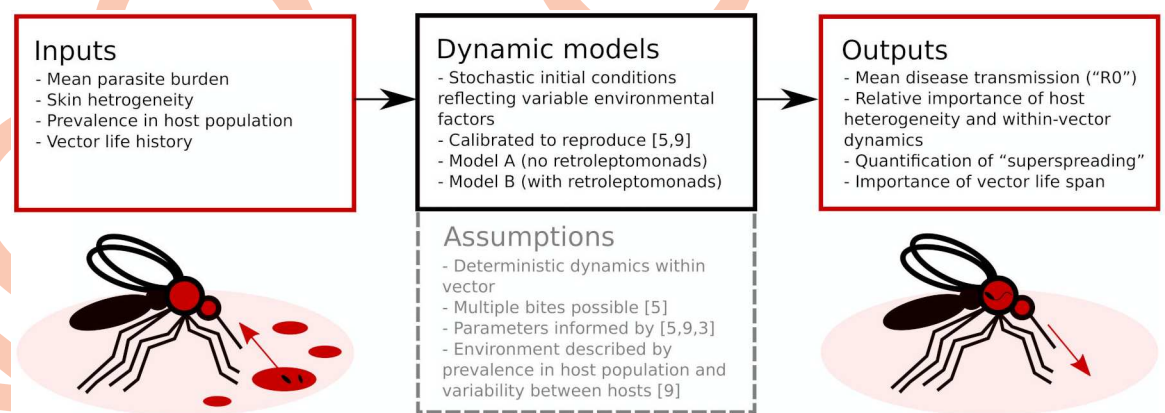 Inputs
- Mean parasite burden
- Skin hetrogeneity
- Prevalence in host population
- Vector life history
Dynamic models
- Stochastic initial conditions
reflecting variable environmental
factors
- Calibrated to reproduce [5,9]
- Model A (no retroleptomonads)
- Model B (with retroleptomonads)
Assumptions
- Deterministic dynamics within
vector
- Multiple bites possible [5]
- Parameters informed by [5,9,3]
- Environment described by
prevalence in host population and
variability between hosts [9]
Outputs
- Mean disease transmission (“R0”)
- Relative importance of host
heterogeneity and within-vector
dynamics
- Quantification of “superspreading”
- Importance of vector life span